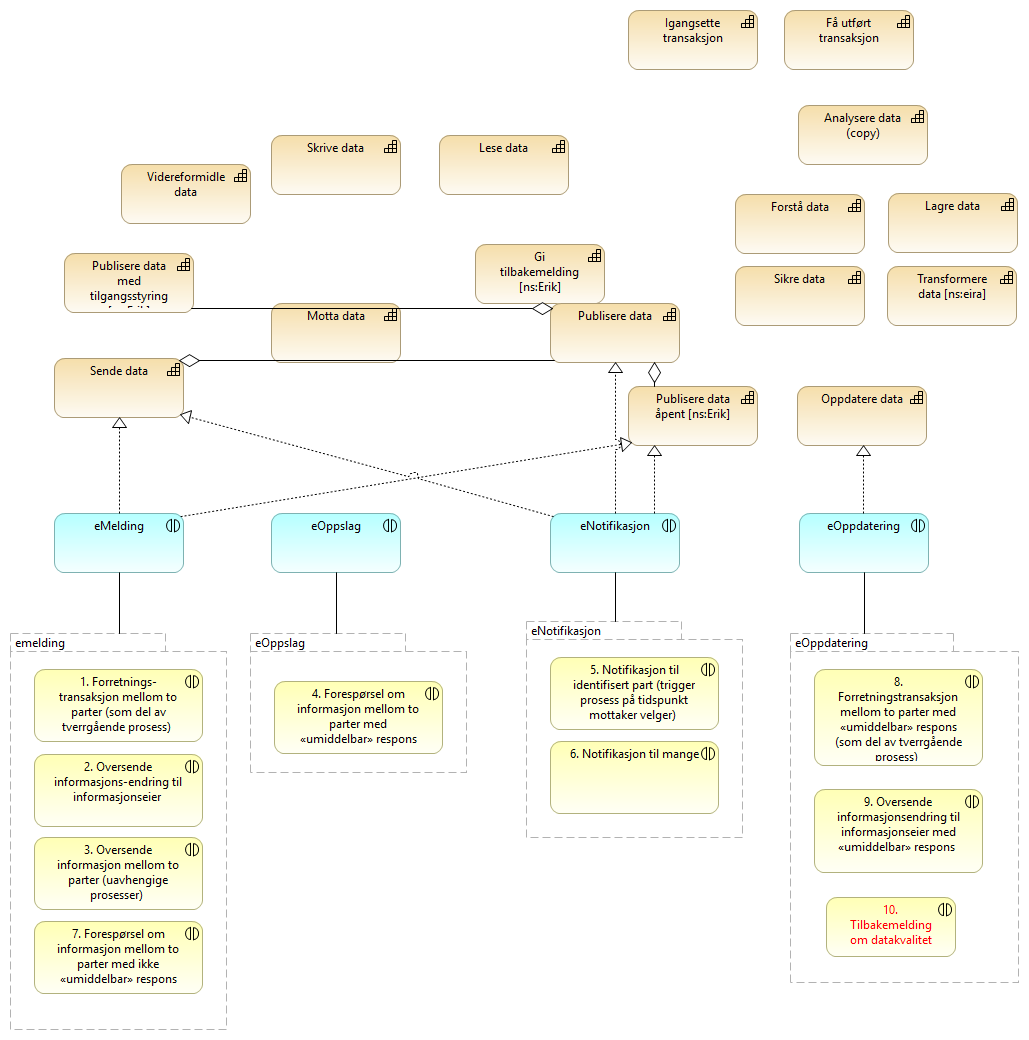 Igangsette
transaksjon
Få utført
transaksjon
Analysere data
(copy)
Skrive data
Lese data
Videreformidle
data
Forstå data
Lagre data
Publisere data
med
tilgangsstyring
Gi
tilbakemelding
[ns:Erik]
Sikre data
Transformere
data [ns:eira]
Motta data
Publisere data
Sende data
Publisere data
åpent [ns:Erik]
Oppdatere data
eMelding
eOppslag
eNotifikasjon
eOppdatering
emelding
1. Forretnings-
transaksjon mellom to
parter (som del av
tverrgående prosess)
2. Oversende
informasjons-endring til
informasjonseier
3. Oversende
informasjon mellom to
parter (uavhengige
prosesser)
7. Forespørsel om
informasjon mellom to
parter med ikke
«umiddelbar» respons
eOppslag
4. Forespørsel om
informasjon mellom to
parter med
«umiddelbar» respons
eNotifikasjon
5. Notifikasjon til
identifisert part (trigger
prosess på tidspunkt
mottaker velger)
6. Notifikasjon til mange
eOppdatering
8.
Forretningstransaksjon
mellom to parter med
«umiddelbar» respons
(som del av tverrgående
prosess)
9. Oversende
informasjonsendring til
informasjonseier med
«umiddelbar» respons
10.
Tilbakemelding
om datakvalitet